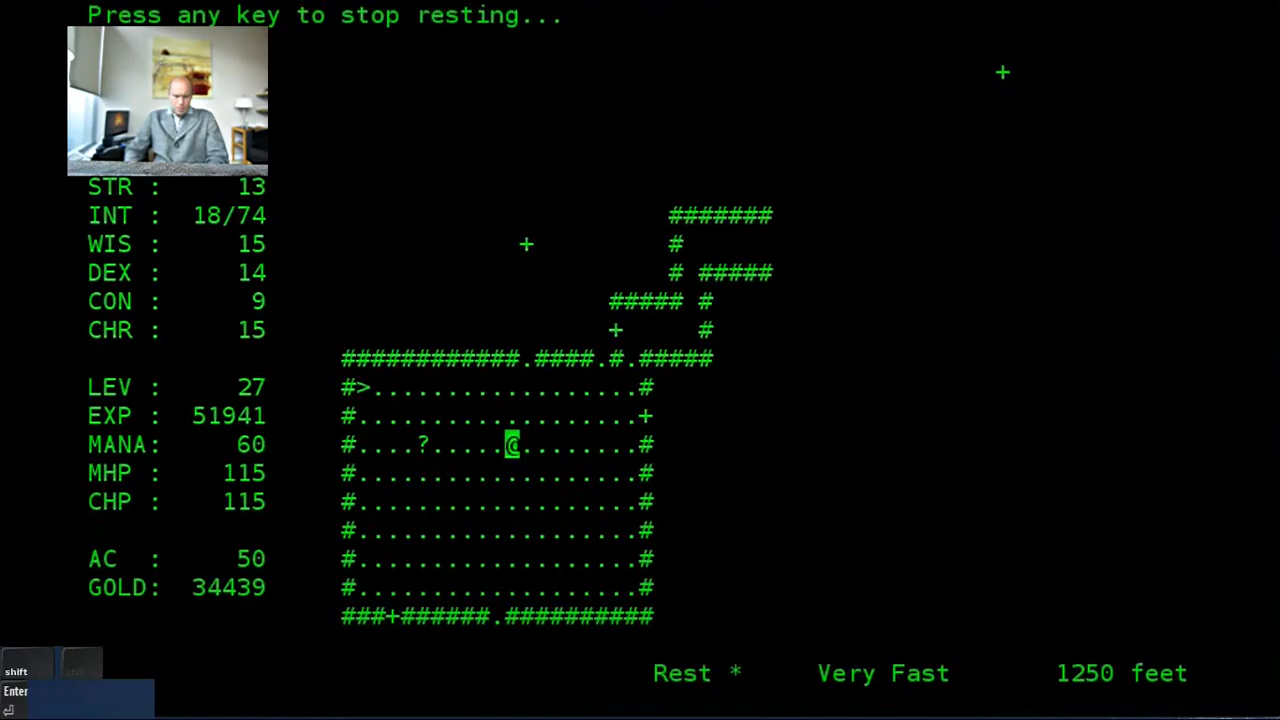 Press any key to stop resting...
+
STR : 13
INT : 18/74 #######
WIS : 15 + #
DEX : 14 # #####
CON : 9 ##### #
CHR : 15 + #
############.####.#.#####
LEV : 27 #>..................#
EXP : 51941 #...................+
MANA: 60 #....?.....@........#
MHP : 115 #...................#
CHP : 115 #...................#
#...................#
AC : 50 #...................#
GOLD: 34439 #...................#
###+######.##########
shift
Rest * Very Fast 1250 feet
Enter